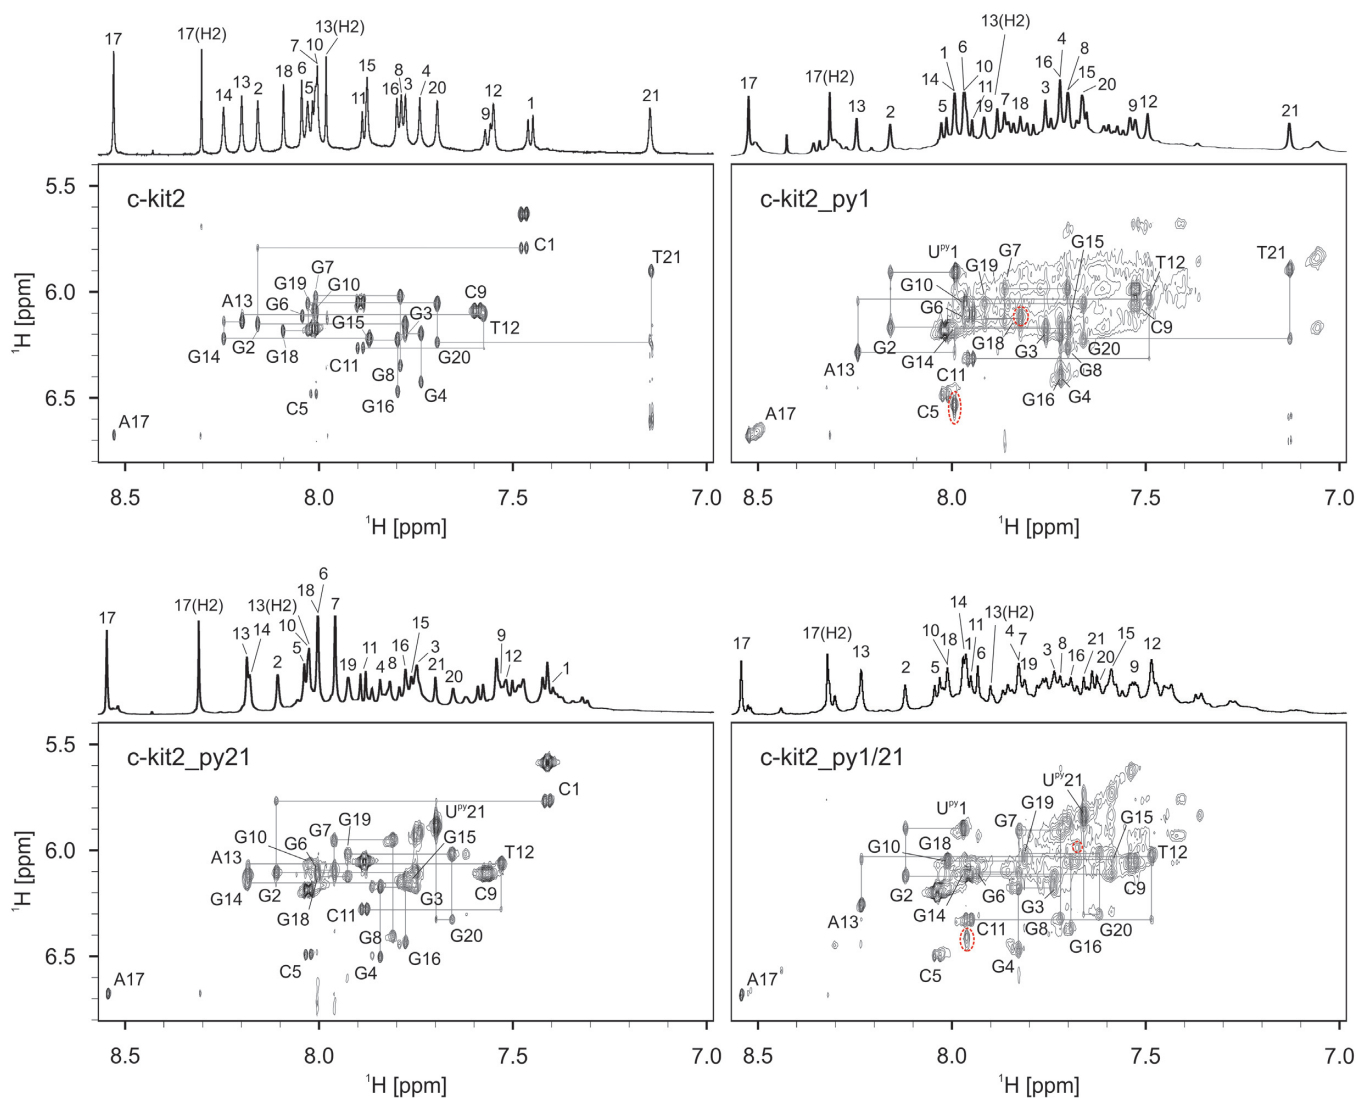 17
17(H2)
14
13
2
18
6
7
5
10
13(H2)
11
15
16
8
3
4
20
9
12
1
21
c-kit2
C1
T21
A13
G19
G7
G10
G6
C9
G15
G3
T12
G14
G2
G18
C11
G20
G8
G16
G4
C5
A17
5.5
6.0
6.5
¹H [ppm]
8.5
8.0
7.5
7.0
¹H [ppm]
17
17(H2)
13
2
5
14
1
6
10
11
19
13(H2)
7
18
3
16
4
15
8
20
9
12
21
c-kit2_py1
Uᵖʸ1
G19
G7
G15
T12
T21
G10
G6
G18
G3
C9
G2
G14
G20
G8
A13
C11
G16
G4
C5
A17
8.5
8.0
7.5
7.0
¹H [ppm]
17
17(H2)
13
14
2
13(H2)
10
5
18
6
7
19
11
4
8
16
15
3
21
20
9
12
1
c-kit2_py21
C1
Uᵖʸ21
G19
G7
G6
G10
G15
A13
T12
G14
G2
G18
C11
G3
C9
G8
G20
G16
C5
G4
A17
5.5
6.0
6.5
¹H [ppm]
8.5
8.0
7.5
7.0
¹H [ppm]
17
17(H2)
13
2
5
10
18
14
1
11
6
13(H2)
4
7
19
3
8
16
21
20
15
9
12
c-kit2_py1/21
Uᵖʸ21
Uᵖʸ1
G19
G7
G18
G10
G15
T12
G2
G6
G3
C9
G14
A13
C11
G8
G20
G16
C5
G4
A17
8.5
8.0
7.5
7.0
¹H [ppm]